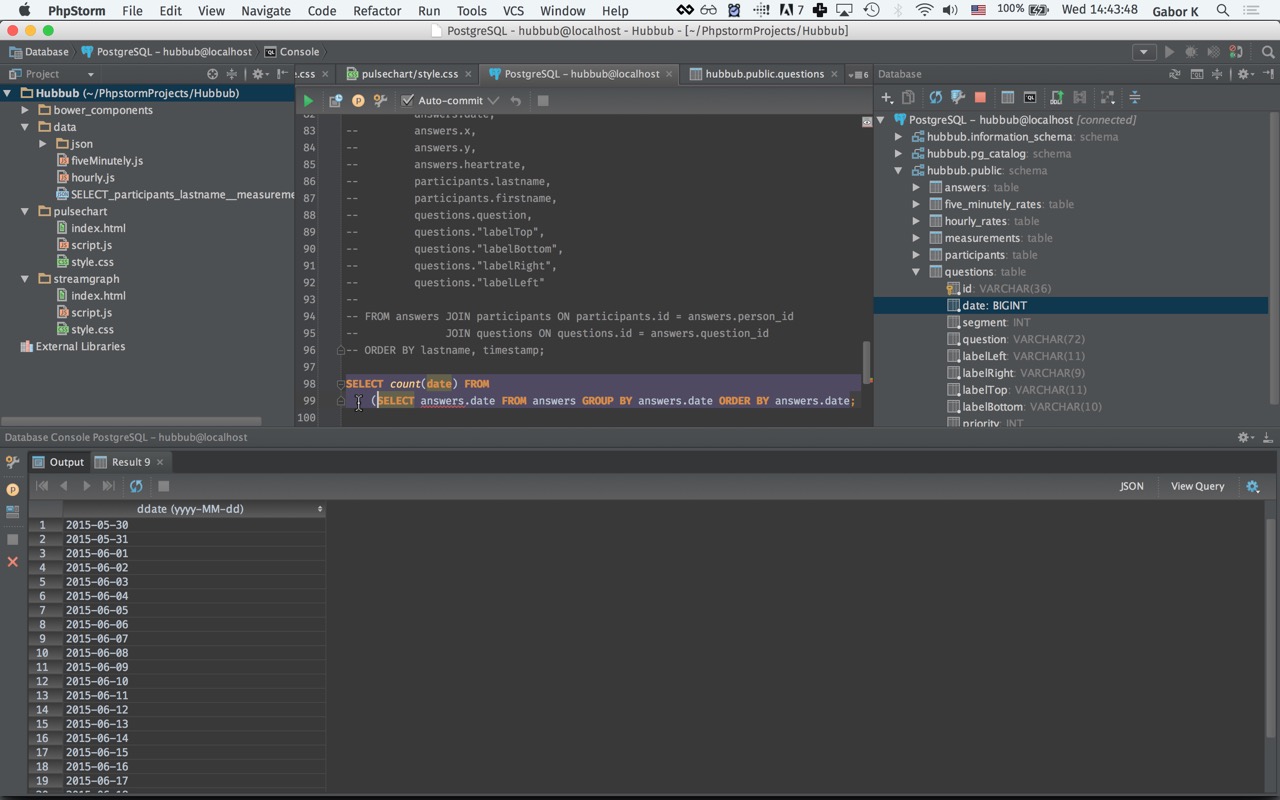 PhpStorm File Edit View Navigate Code Refactor Run Tools VCS Window Help 7 100% Wed 14:43:48 Gabor K
PostgreSQL – hubbub@localhost - Hubbub - [~/PhpstormProjects/Hubbub]
Database PostgreSQL – hubbub@localhost Console
Project
Hubbub (~/PhpstormProjects/Hubbub)
bower_components
data
json
fiveMinutely.js
hourly.js
SELECT_participants_lastname__measureme
pulsechart
index.html
script.js
style.css
streamgraph
index.html
script.js
style.css
External Libraries
e.css pulsechart/style.css PostgreSQL – hubbub@localhost hubbub.public.questions 6
Auto-commit
82 answers.date,
83 -- answers.x,
84 -- answers.y,
85 -- answers.heartrate,
86 -- participants.lastname,
87 -- participants.firstname,
88 -- questions.question,
89 -- questions."labelTop",
90 -- questions."labelBottom",
91 -- questions."labelRight",
92 -- questions."labelLeft"
93 --
94 -- FROM answers JOIN participants ON participants.id = answers.person_id
95 -- JOIN questions ON questions.id = answers.question_id
96 -- ORDER BY lastname, timestamp;
97
98 SELECT count(date) FROM
99 (SELECT answers.date FROM answers GROUP BY answers.date ORDER BY answers.date;
100
Database
PostgreSQL – hubbub@localhost [connected]
hubbub.information_schema: schema
hubbub.pg_catalog: schema
hubbub.public: schema
answers: table
five_minutely_rates: table
hourly_rates: table
measurements: table
participants: table
questions: table
id: VARCHAR(36)
date: BIGINT
segment: INT
question: VARCHAR(72)
labelLeft: VARCHAR(11)
labelRight: VARCHAR(9)
labelTop: VARCHAR(11)
labelBottom: VARCHAR(10)
priority: INT
Database Console PostgreSQL – hubbub@localhost
Output Result 9
JSON View Query
ddate (yyyy-MM-dd)
1 2015-05-30
2 2015-05-31
3 2015-06-01
4 2015-06-02
5 2015-06-03
6 2015-06-04
7 2015-06-05
8 2015-06-06
9 2015-06-07
10 2015-06-08
11 2015-06-09
12 2015-06-10
13 2015-06-11
14 2015-06-12
15 2015-06-13
16 2015-06-14
17 2015-06-15
18 2015-06-16
19 2015-06-17
20 2015-06-18